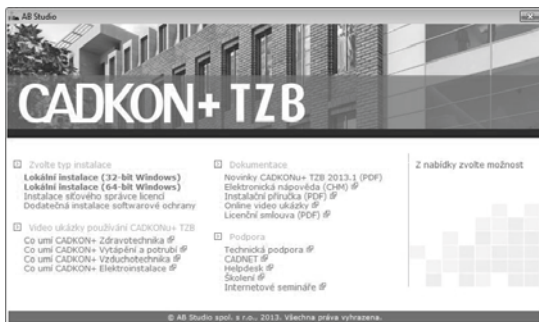 AB Studio
CADKON+ TZB
Zvolte typ instalace
Lokální instalace (32-bit Windows)
Lokální instalace (64-bit Windows)
Instalace síťového správce licencí
Dodatečná instalace softwarové ochrany
Video ukázky používání CADKONu+ TZB
Co umí CADKON+ Zdravotechnika
Co umí CADKON+ Vytápění a potrubí
Co umí CADKON+ Vzduchotechnika
Co umí CADKON+ Elektroinstalace
Dokumentace
Novinky CADKONu+ TZB 2013.1 (PDF)
Elektronická nápověda (CHM)
Instalační příručka (PDF)
Online video ukázky
Licenční smlouva (PDF)
Podpora
Technická podpora
CADNET
Helpdesk
Školení
Internetové semináře
Z nabídky zvolte možnost
© AB Studio spol. s r.o., 2013. Všechna práva vyhrazena.